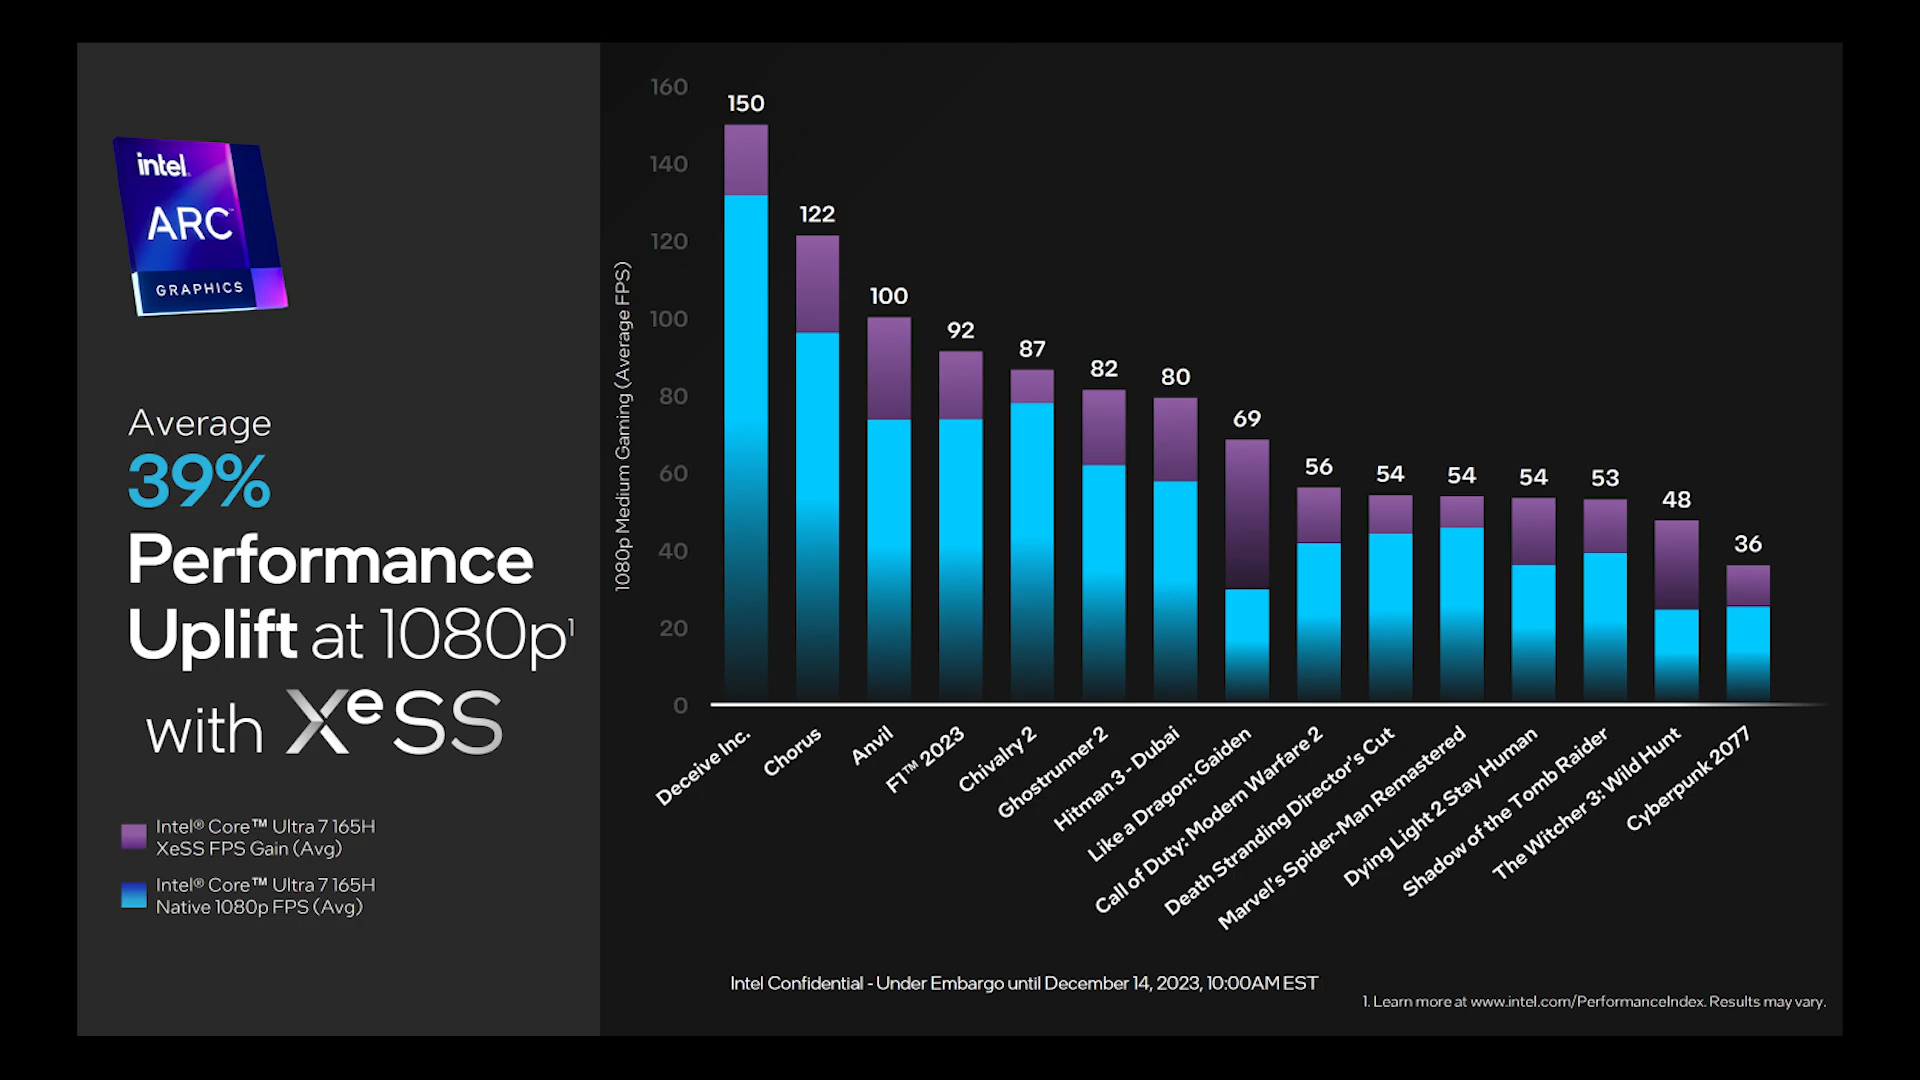 intel.
ARC™
GRAPHICS
Average
39%
Performance
Uplift at 1080p¹
with XeSS
Intel® Core™ Ultra 7 165H
XeSS FPS Gain (Avg)
Intel® Core™ Ultra 7 165H
Native 1080p FPS (Avg)
1080p Medium Gaming (Average FPS)
160
140
120
100
80
60
40
20
0
150
122
100
92
87
82
80
69
56
54
54
54
53
48
36
Deceive Inc.
Chorus
Anvil
F1™ 2023
Chivalry 2
Ghostrunner 2
Hitman 3 - Dubai
Like a Dragon: Gaiden
Call of Duty: Modern Warfare 2
Death Stranding Director's Cut
Marvel's Spider-Man Remastered
Dying Light 2 Stay Human
Shadow of the Tomb Raider
The Witcher 3: Wild Hunt
Cyberpunk 2077
Intel Confidential - Under Embargo until December 14, 2023, 10:00AM EST
1. Learn more at www.intel.com/PerformanceIndex. Results may vary.